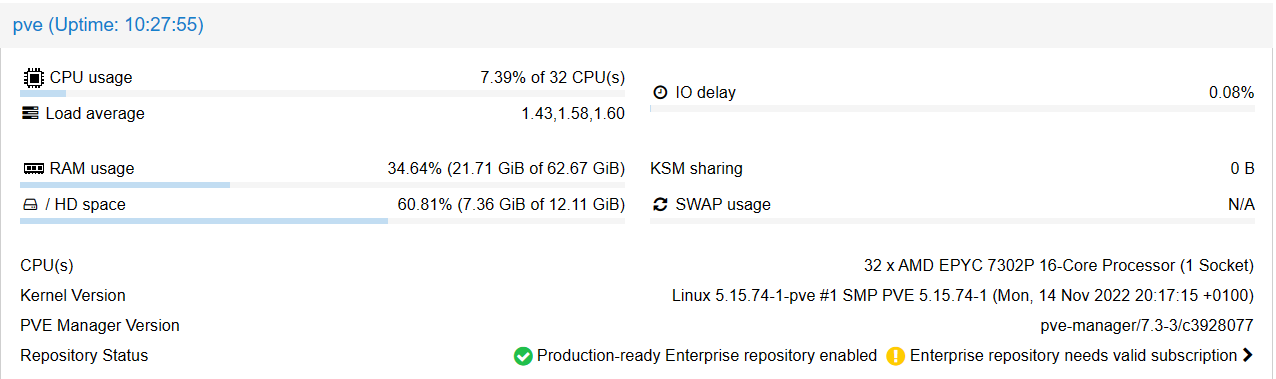 pve (Uptime: 10:27:55)
CPU usage 7.39% of 32 CPU(s)
IO delay 0.08%
Load average 1.43,1.58,1.60
RAM usage 34.64% (21.71 GiB of 62.67 GiB)
KSM sharing 0 B
/ HD space 60.81% (7.36 GiB of 12.11 GiB)
SWAP usage N/A
CPU(s) 32 x AMD EPYC 7302P 16-Core Processor (1 Socket)
Kernel Version Linux 5.15.74-1-pve #1 SMP PVE 5.15.74-1 (Mon, 14 Nov 2022 20:17:15 +0100)
PVE Manager Version pve-manager/7.3-3/c3928077
Repository Status Production-ready Enterprise repository enabled Enterprise repository needs valid subscription